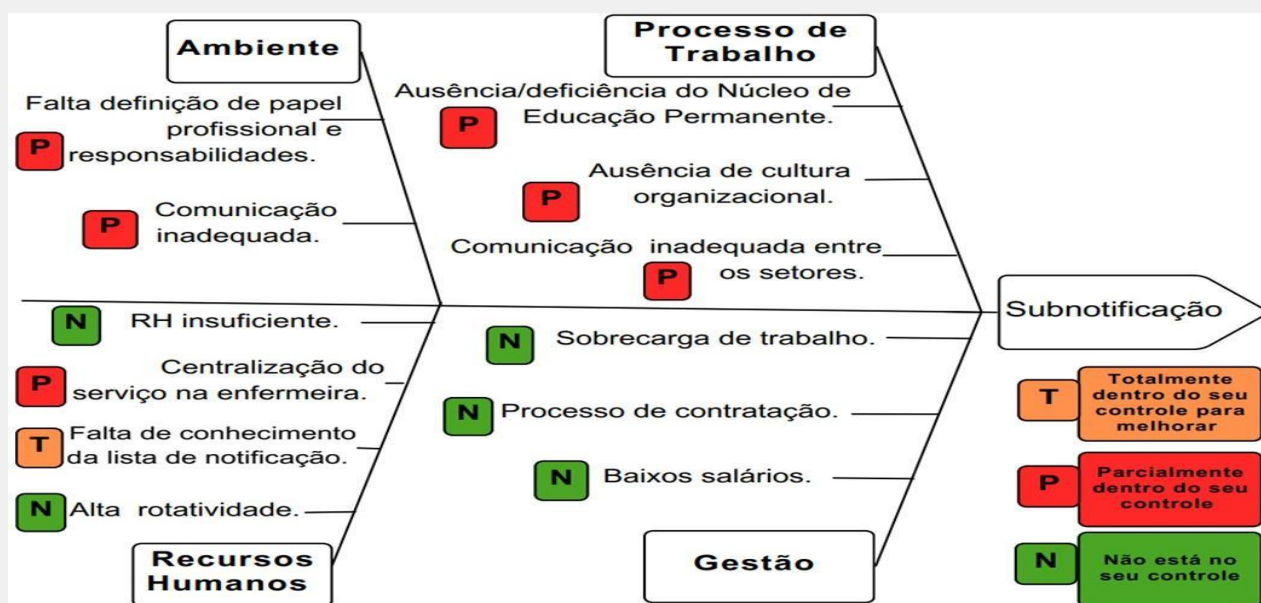 Ambiente
Falta definição de papel
profissional e
P responsabilidades.
P Comunicação
inadequada.
Processo de
Trabalho
Ausência/deficiência do Núcleo de
P Educação Permanente.
Ausência de cultura
P organizacional.
Comunicação inadequada entre
P os setores.
Subnotificação
N RH insuficiente.
Centralização do
P serviço na enfermeira.
T Falta de conhecimento
da lista de notificação.
N Alta rotatividade.
Recursos
Humanos
N Sobrecarga de trabalho.
N Processo de contratação.
N Baixos salários.
Gestão
T
Totalmente
dentro do seu
controle para
melhorar
P
Parcialmente
dentro do seu
controle
N
Não está no
seu controle